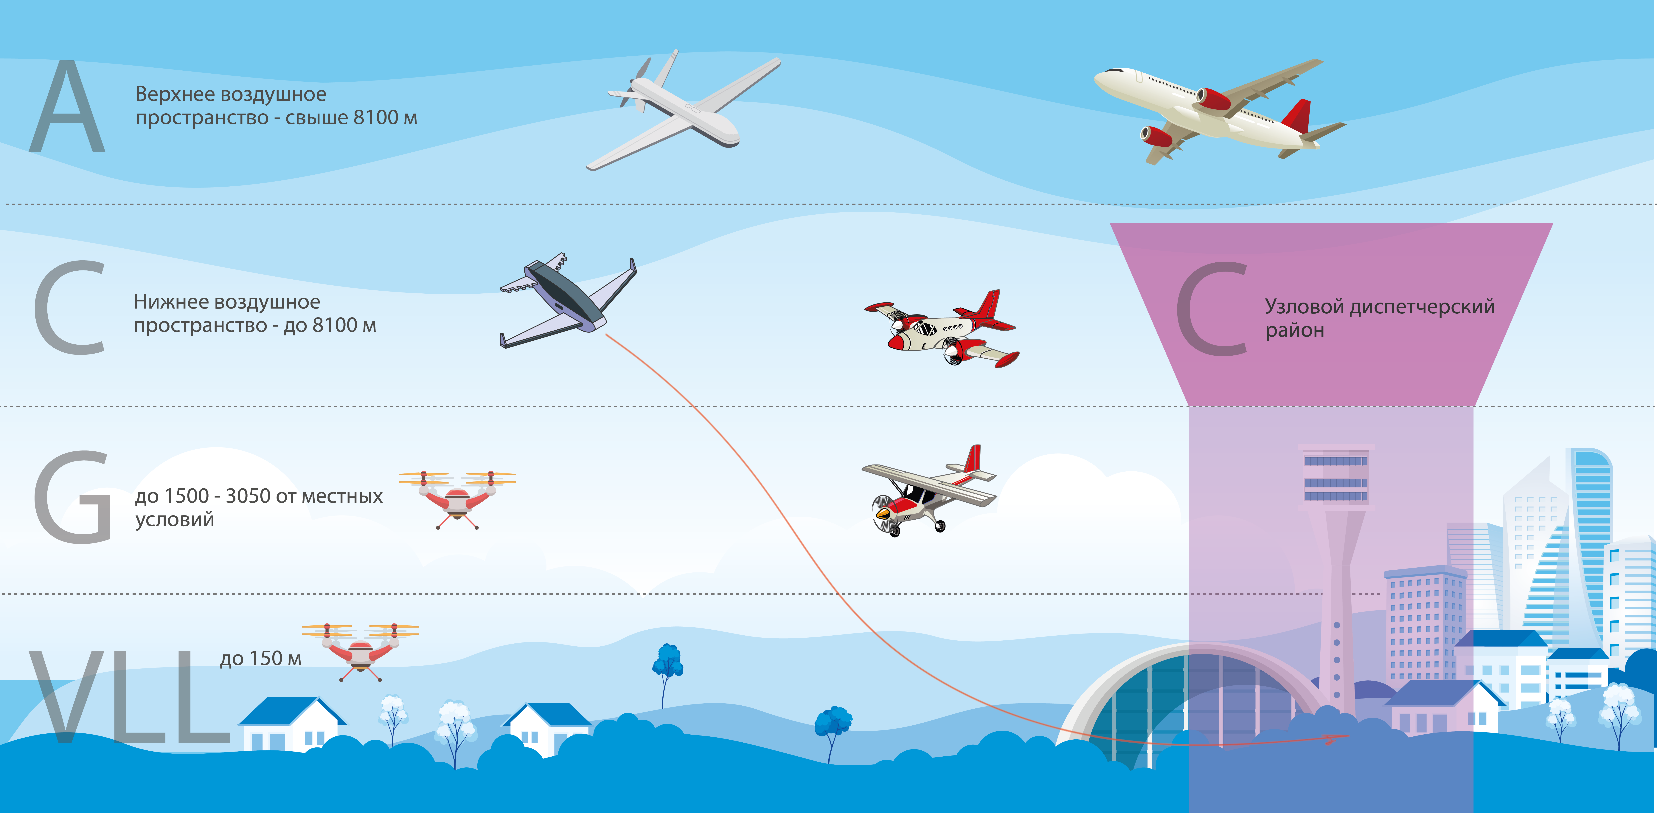 A
Верхнее воздушное
пространство - свыше 8100 м
C
Нижнее воздушное
пространство - до 8100 м
C
Узловой диспетчерский
район
G
до 1500 - 3050 от местных
условий
VLL
до 150 м